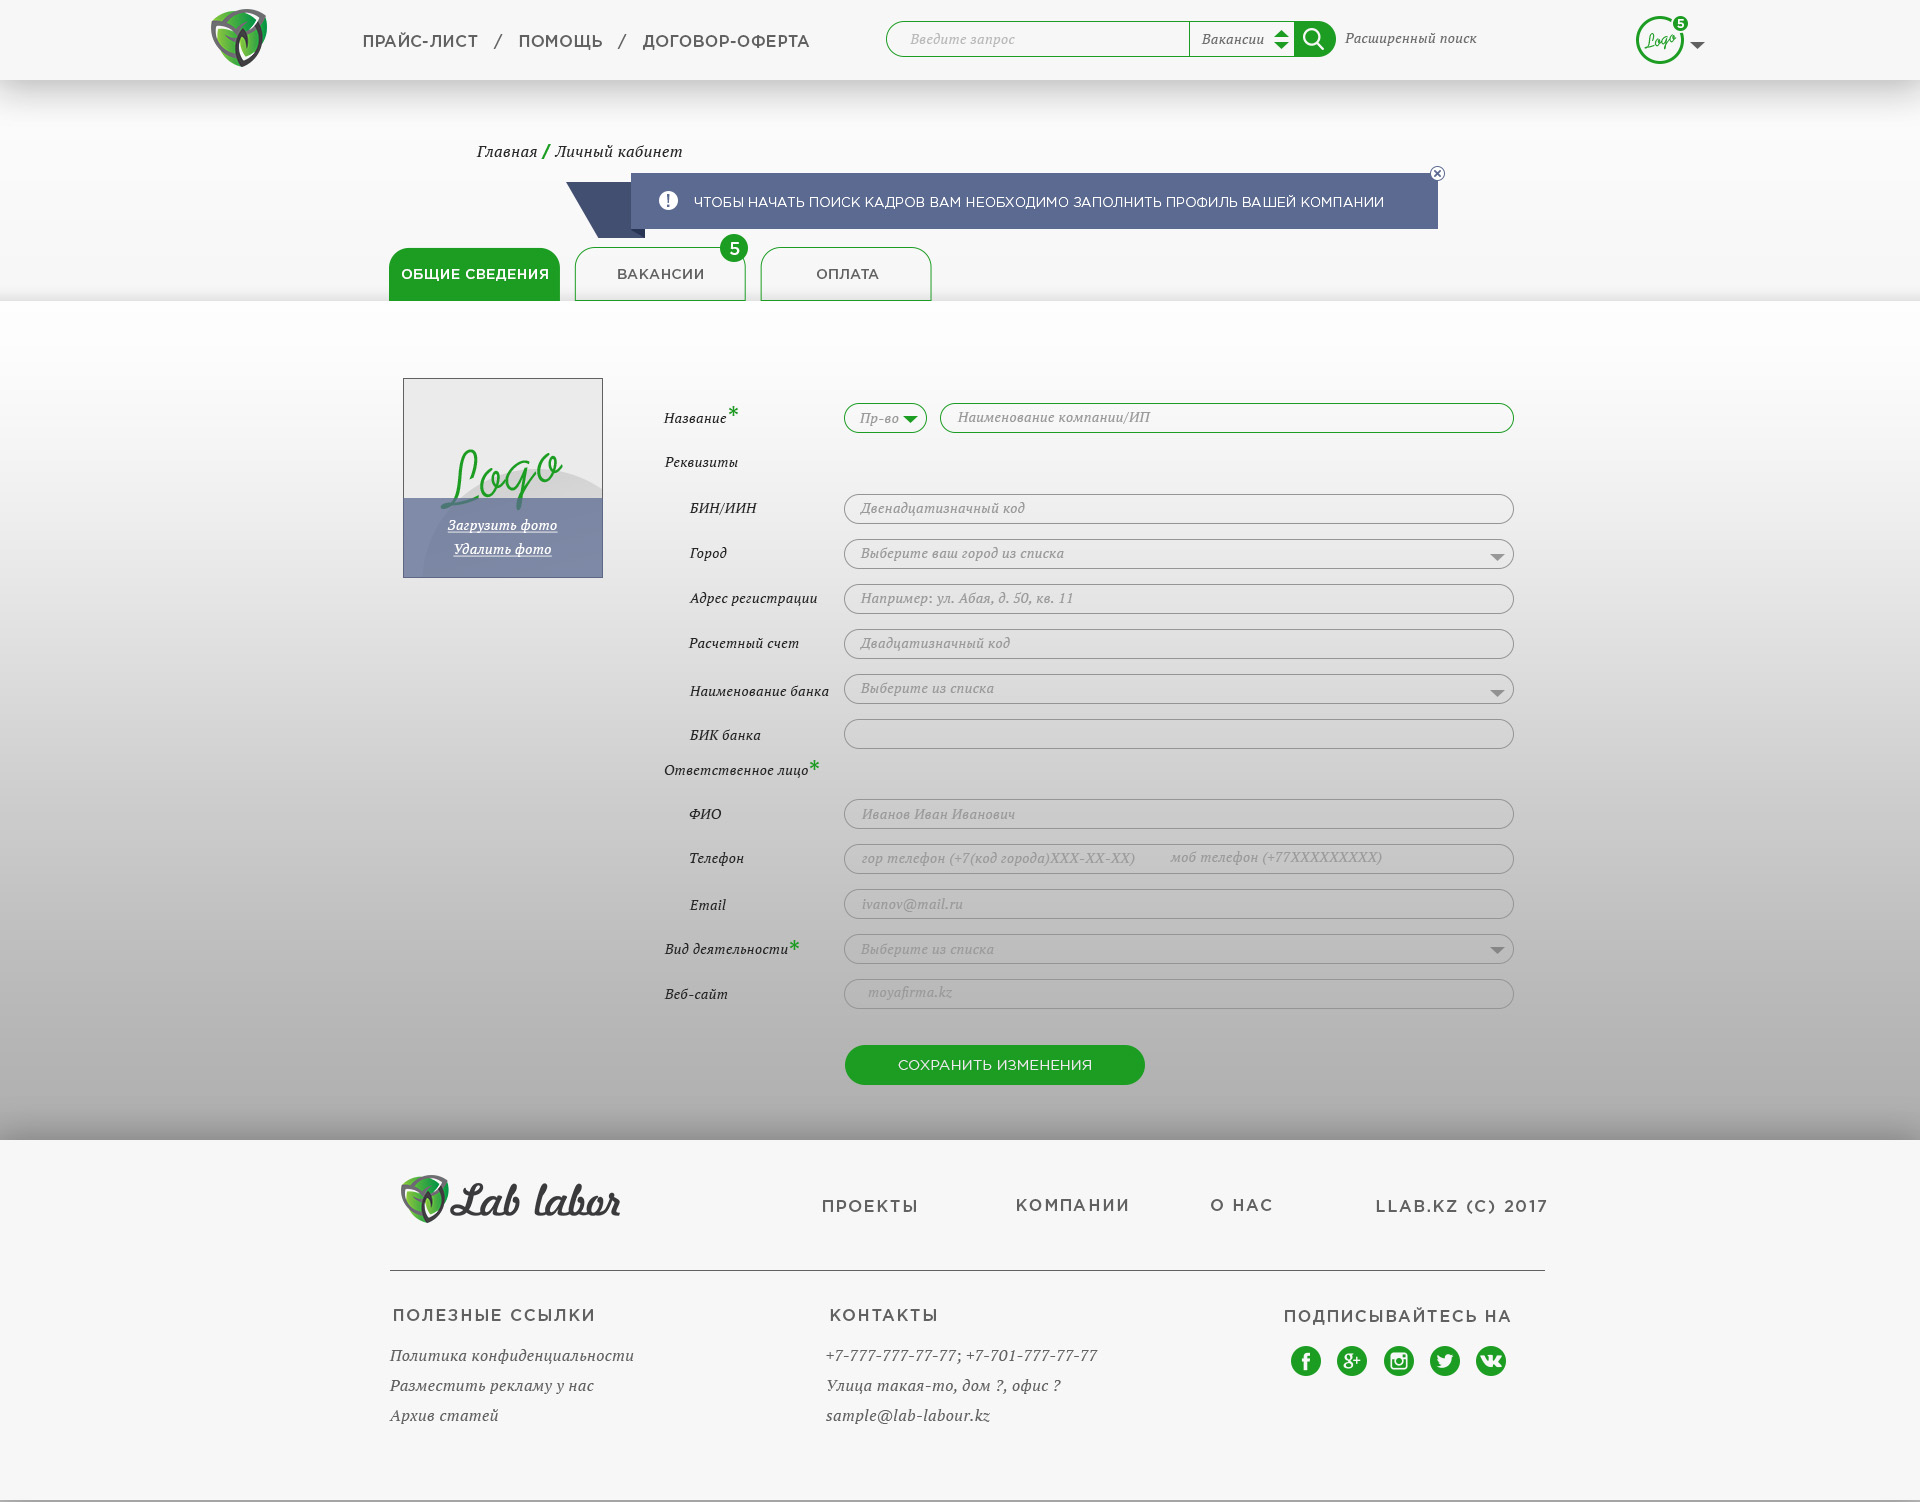 ПРАЙС-ЛИСТ / ПОМОЩЬ / ДОГОВОР-ОФЕРТА
Введите запрос
Вакансии
Расширенный поиск
Logo
5
Главная / Личный кабинет
! ЧТОБЫ НАЧАТЬ ПОИСК КАДРОВ ВАМ НЕОБХОДИМО ЗАПОЛНИТЬ ПРОФИЛЬ ВАШЕЙ КОМПАНИИ
ОБЩИЕ СВЕДЕНИЯ
ВАКАНСИИ
5
ОПЛАТА
Logo
Загрузить фото
Удалить фото
Название* Пр-во Наименование компании/ИП
Реквизиты
БИН/ИИН Двенадцатизначный код
Город Выберите ваш город из списка
Адрес регистрации Например: ул. Абая, д. 50, кв. 11
Расчетный счет Двадцатизначный код
Наименование банка Выберите из списка
БИК банка
Ответственное лицо*
ФИО Иванов Иван Иванович
Телефон гор телефон (+7(код города)XXX-XX-XX) моб телефон (+77XXXXXXXXX)
Email ivanov@mail.ru
Вид деятельности* Выберите из списка
Веб-сайт moyafirma.kz
СОХРАНИТЬ ИЗМЕНЕНИЯ
Lab labor
ПРОЕКТЫ
КОМПАНИИ
О НАС
LLAB.KZ (C) 2017
ПОЛЕЗНЫЕ ССЫЛКИ
Политика конфиденциальности
Разместить рекламу у нас
Архив статей
КОНТАКТЫ
+7-777-777-77-77; +7-701-777-77-77
Улица такая-то, дом ?, офис ?
sample@lab-labour.kz
ПОДПИСЫВАЙТЕСЬ НА